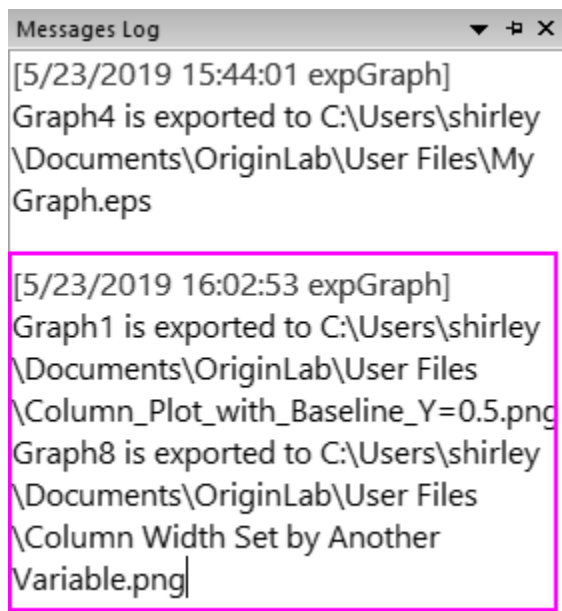 Messages Log
[5/23/2019 15:44:01 expGraph]
Graph4 is exported to C:\Users\shirley
\Documents\OriginLab\User Files\My
Graph.eps
[5/23/2019 16:02:53 expGraph]
Graph1 is exported to C:\Users\shirley
\Documents\OriginLab\User Files
\Column_Plot_with_Baseline_Y=0.5.png
Graph8 is exported to C:\Users\shirley
\Documents\OriginLab\User Files
\Column Width Set by Another
Variable.png